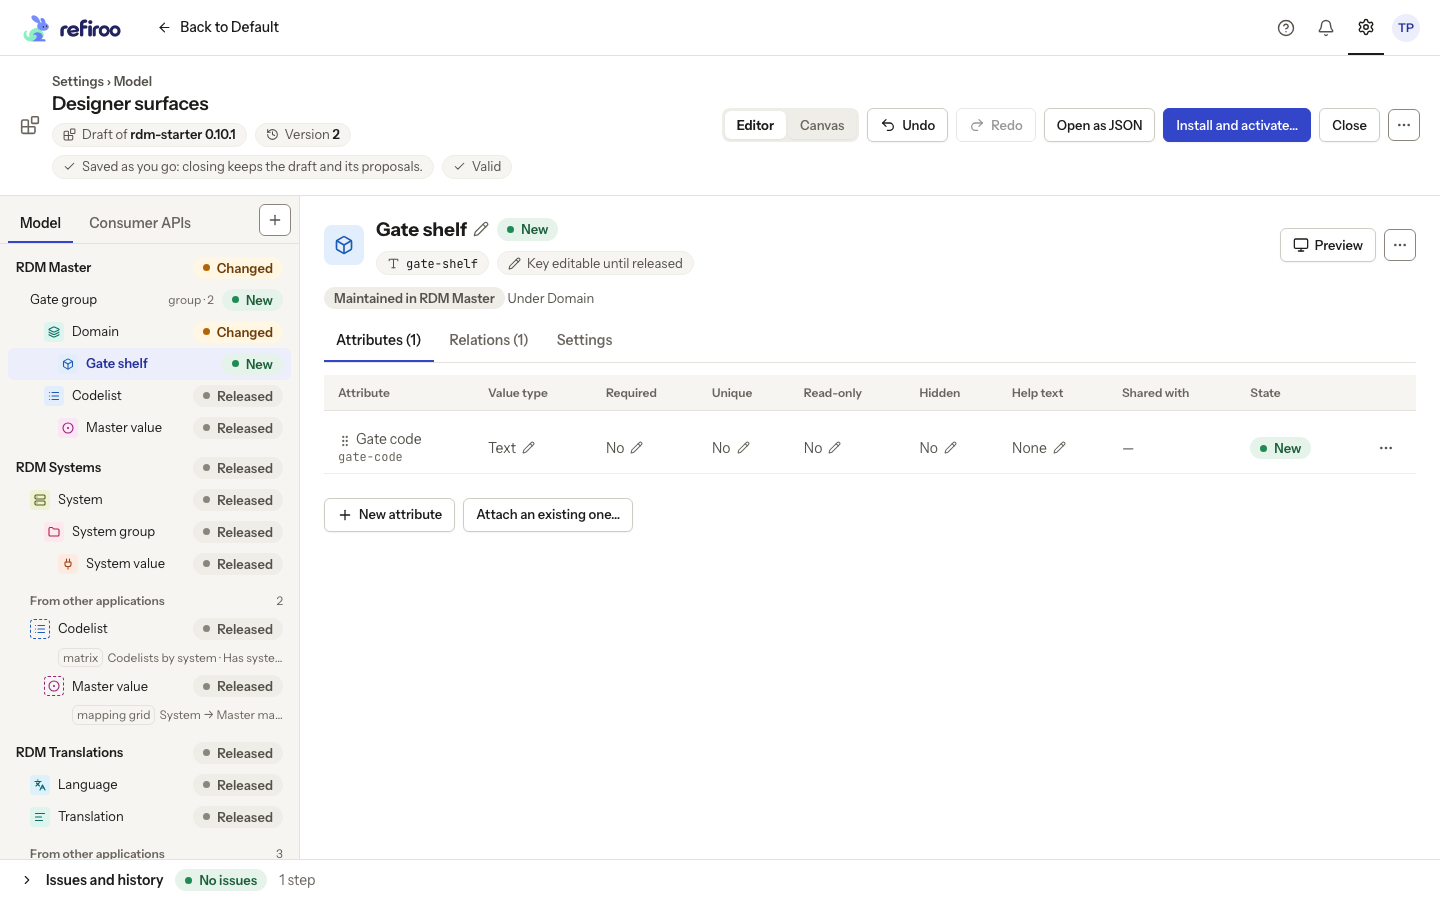 refiroo
Back to Default
TP
Settings › Model
Designer surfaces
Draft of rdm-starter 0.10.1
Version 2
Saved as you go: closing keeps the draft and its proposals.
Valid
Editor
Canvas
Undo
Redo
Open as JSON
Install and activate...
Close
Model
Consumer APIs
RDM Master
Changed
Gate group
group · 2
New
Domain
Changed
Gate shelf
New
Codelist
Released
Master value
Released
RDM Systems
Released
System
Released
System group
Released
System value
Released
From other applications
2
Codelist
Released
matrix
Codelists by system · Has syste...
Master value
Released
mapping grid
System → Master ma...
RDM Translations
Released
Language
Released
Translation
Released
From other applications
3
Gate shelf
New
gate-shelf
Key editable until released
Preview
Maintained in RDM Master
Under Domain
Attributes (1)
Relations (1)
Settings
Attribute
Value type
Required
Unique
Read-only
Hidden
Help text
Shared with
State
Gate code
gate-code
Text
No
No
No
No
None
—
New
New attribute
Attach an existing one...
Issues and history
No issues
1 step